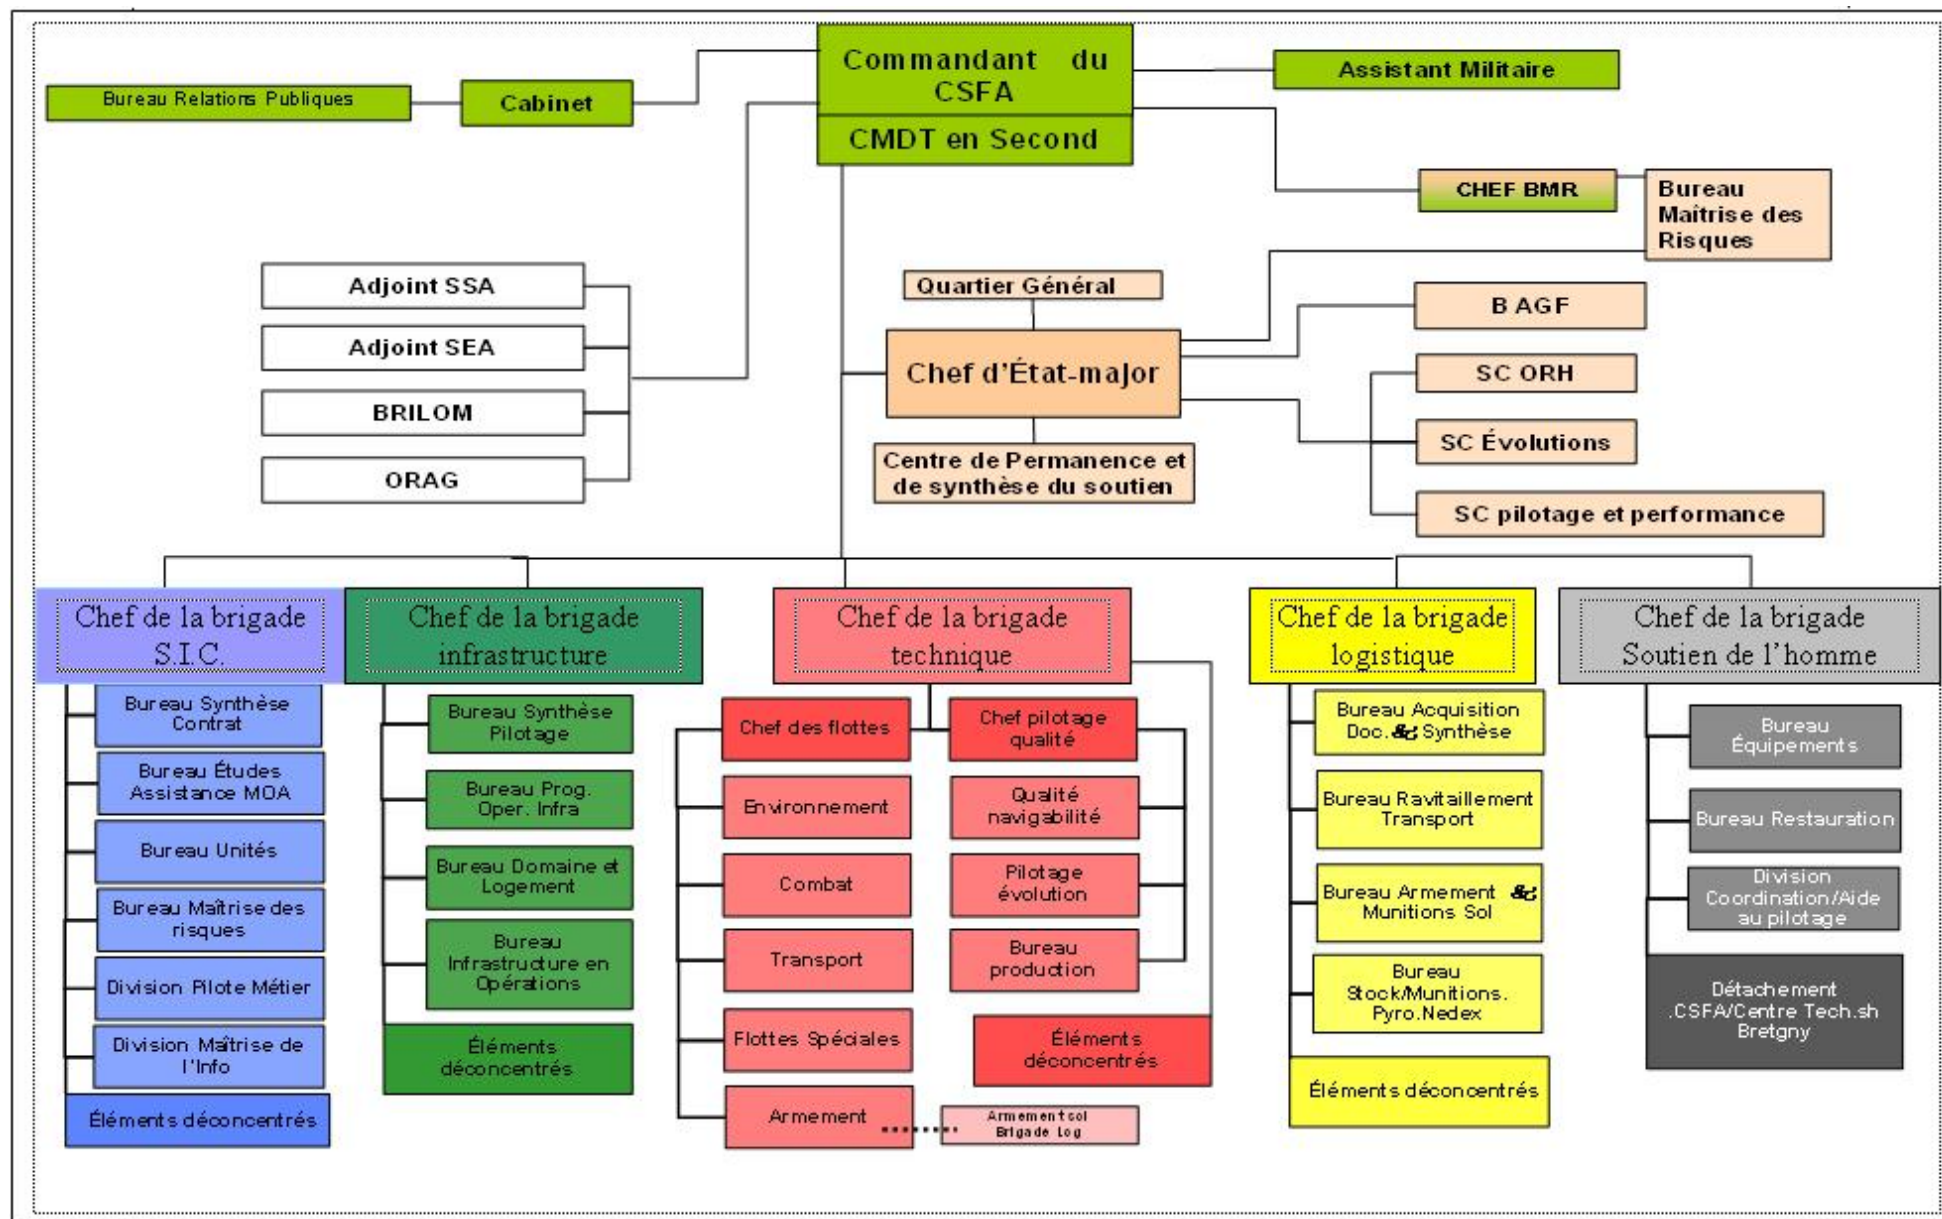 Commandant du
CSFA
CMDT en Second
Assistant Militaire
Bureau Relations Publiques
Cabinet
CHEF BMR
Bureau
Maîtrise des
Risques
Adjoint SSA
Adjoint SEA
BRILOM
ORAG
Quartier Général
Chef d'État-major
Centre de Permanence et
de synthèse du soutien
B AGF
SC ORH
SC Évolutions
SC pilotage et performance
Chef de la brigade
S.I.C.
Bureau Synthèse
Contrat
Bureau Études
Assistance MOA
Bureau Unités
Bureau Maîtrise des
risques
Division Pilote Métier
Division Maîtrise de
l'Info
Éléments déconcentrés
Chef de la brigade
infrastructure
Bureau Synthèse
Pilotage
Bureau Prog.
Oper. Infra
Bureau Domaine et
Logement
Bureau
Infrastructure en
Opérations
Éléments
déconcentrés
Chef de la brigade
technique
Chef des flottes
Environnement
Combat
Transport
Flottes Spéciales
Armement
Chef pilotage
qualité
Qualité
navigabilité
Pilotage
évolution
Bureau
production
Éléments
déconcentrés
Armement sol
Brigade Log
Chef de la brigade
logistique
Bureau Acquisition
Doc. & Synthèse
Bureau Ravitaillement
Transport
Bureau Armement &
Munitions Sol
Bureau
Stock/Munitions.
Pyro.Nedex
Éléments déconcentrés
Chef de la brigade
Soutien de l'homme
Bureau
Équipements
Bureau Restauration
Division
Coordination/Aide
au pilotage
Détachement
.CSFA/Centre Tech.sh
Bretgny